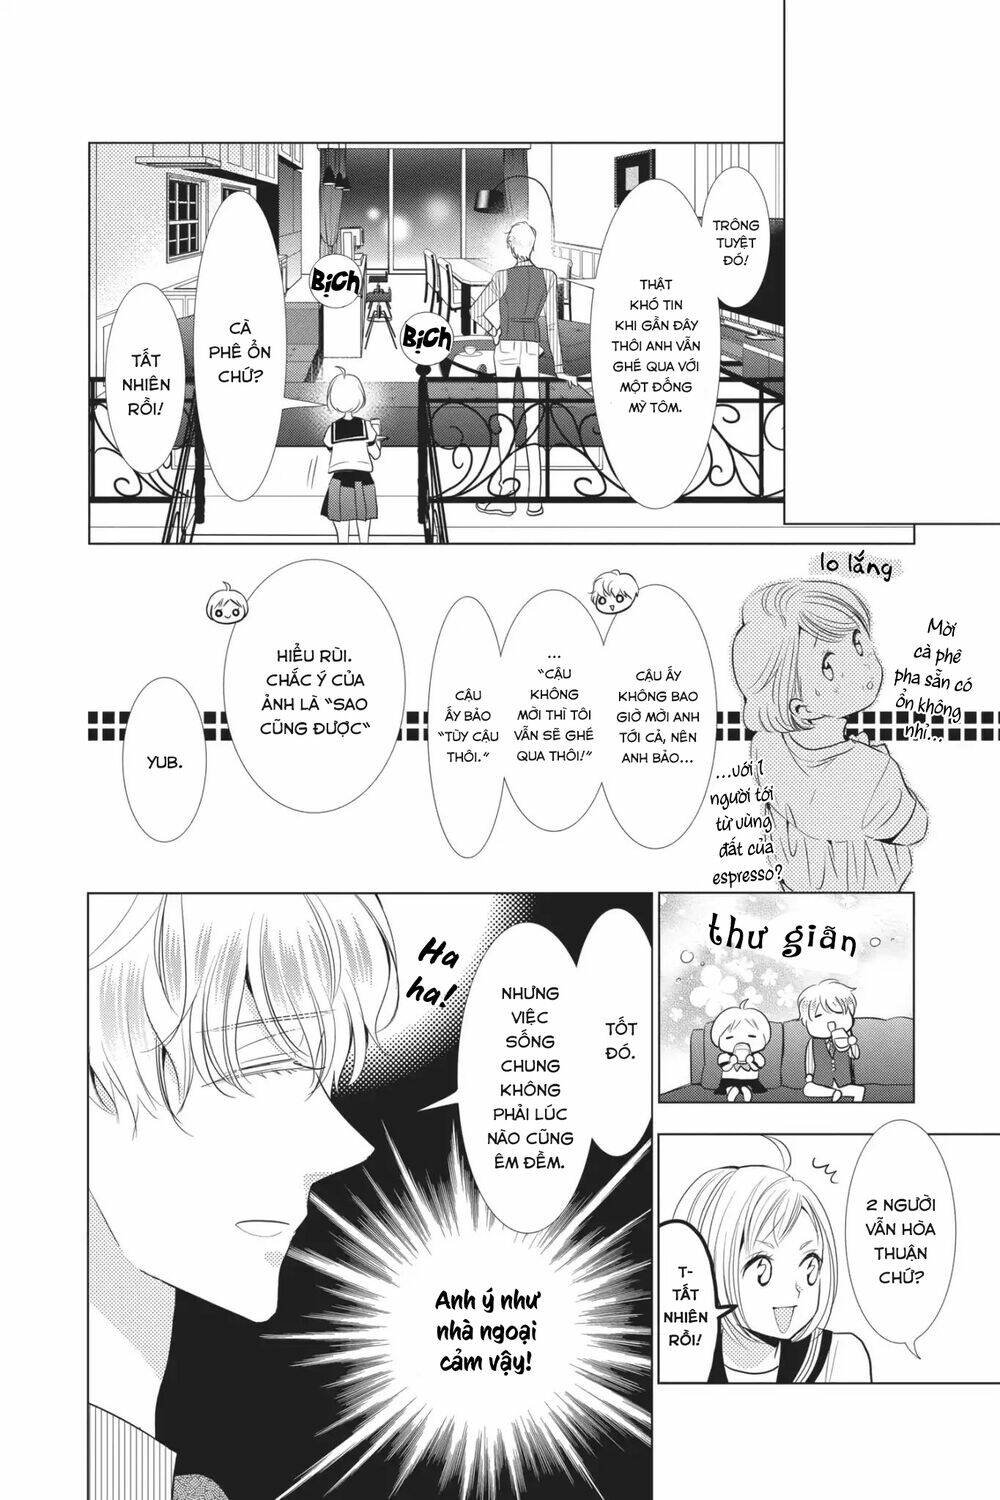 TRÔNG
TUYỆT
ĐÓ!
THẬT
KHÓ TIN
KHI GẦN ĐÂY
THÔI ANH VẪN
GHÉ QUA VỚI
MỘT ĐỐNG
MỲ TÔM.
Bịch
Bịch
CÀ
PHÊ ỔN
CHỨ?
TẤT
NHIÊN
RỒI!
lo lắng
Mời
cà phê
pha sẵn có
ổn không
nhỉ...
...với 1
người tới
từ vùng
đất của
espresso?
CẬU ẤY
KHÔNG BAO
GIỜ MỜI ANH
TỚI CẢ, NÊN
ANH BẢO...
...
“CẬU
KHÔNG
MỜI THÌ TÔI
VẪN SẼ GHÉ
QUA THÔI!”
CẬU
ẤY BẢO
“TÙY CẬU
THÔI.”
HIỂU RÙI.
CHẮC Ý CỦA
ẢNH LÀ “SAO
CŨNG ĐƯỢC“
YUB.
thư giãn
2 NGƯỜI
VẪN HÒA
THUẬN
CHỨ?
T-
TẤT
NHIÊN
RỒI!
TỐT
ĐÓ.
NHƯNG
VIỆC
SỐNG
CHUNG
KHÔNG
PHẢI LÚC
NÀO CŨNG
ÊM ĐỀM.
Ha
ha!
Anh ý như
nhà ngoại
cảm vậy!